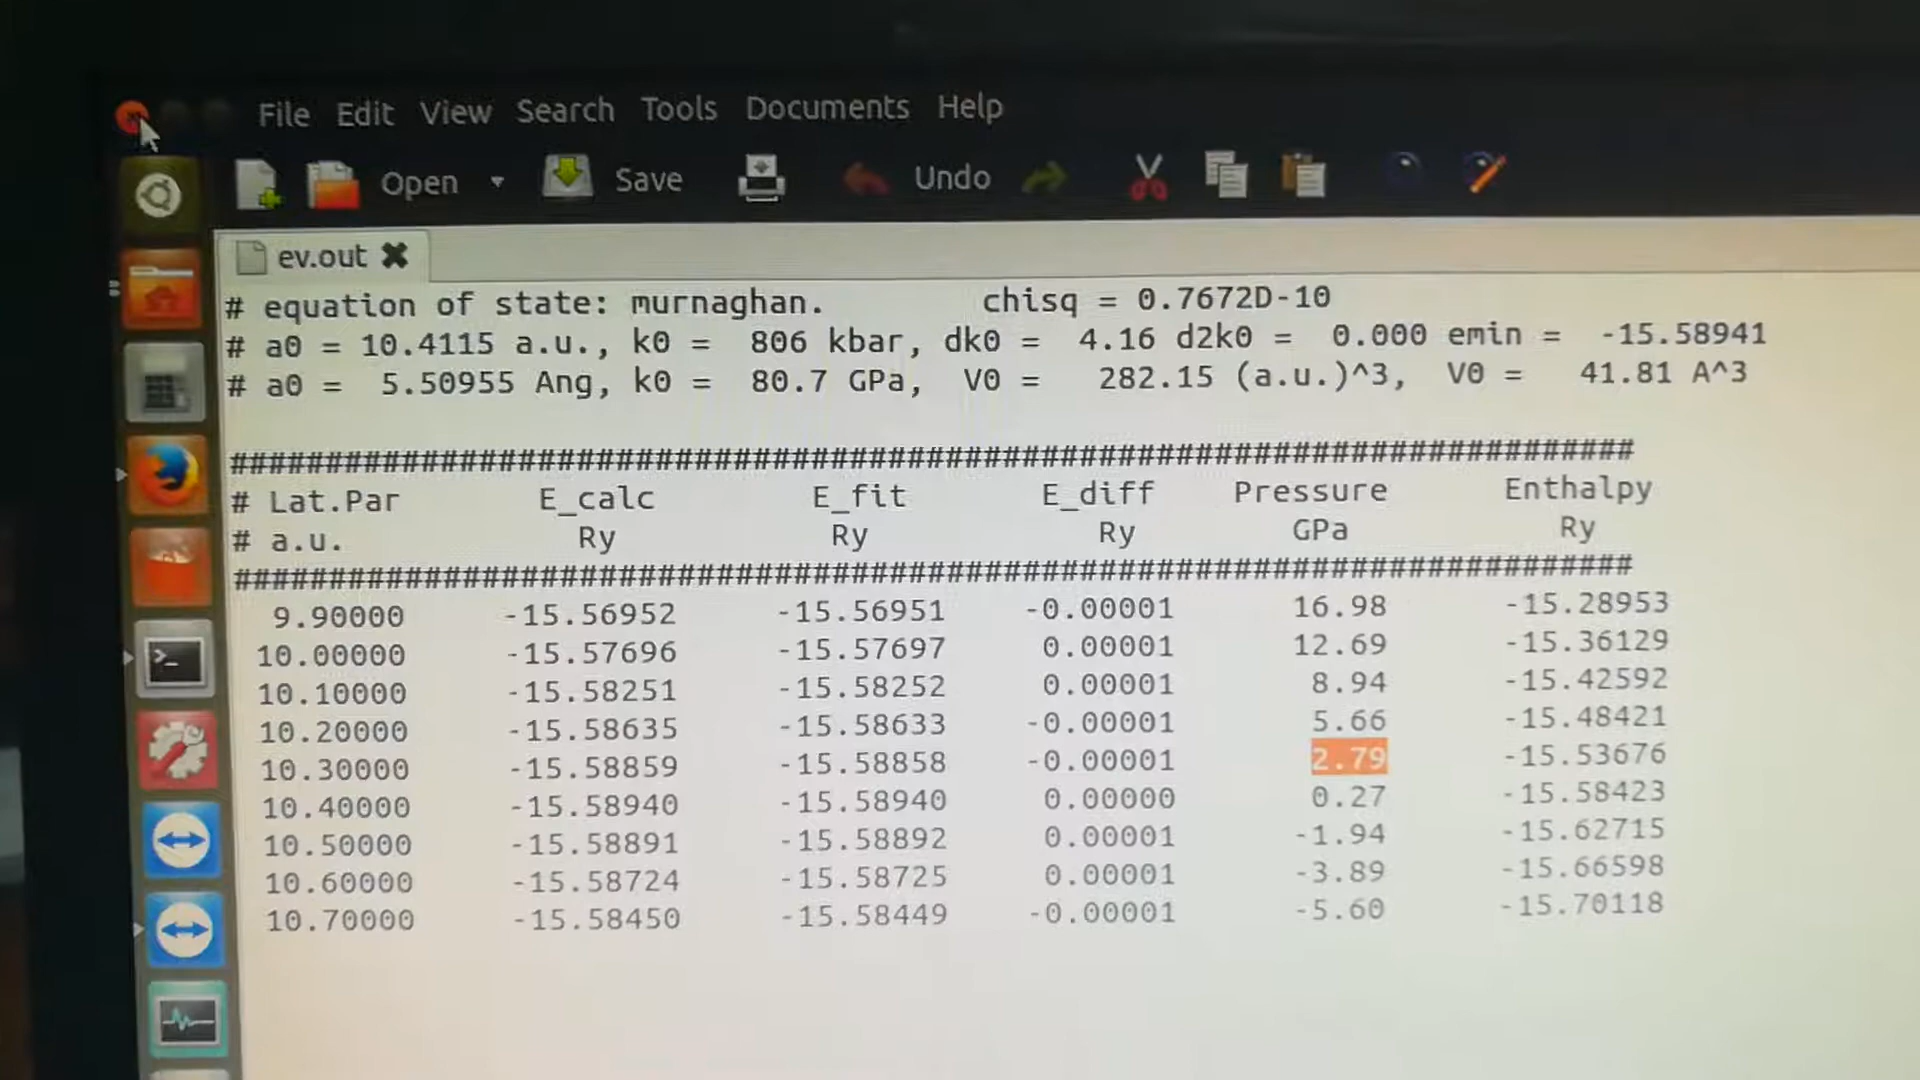 File Edit View Search Tools Documents Help
Open Save Undo
ev.out
# equation of state: murnaghan. chisq = 0.7672D-10
# a0 = 10.4115 a.u., k0 = 806 kbar, dk0 = 4.16 d2k0 = 0.000 emin = -15.58941
# a0 = 5.50955 Ang, k0 = 80.7 GPa, V0 = 282.15 (a.u.)^3, V0 = 41.81 A^3
##########################################################################
# Lat.Par E_calc E_fit E_diff Pressure Enthalpy
# a.u. Ry Ry Ry GPa Ry
##########################################################################
9.90000 -15.56952 -15.56951 -0.00001 16.98 -15.28953
10.00000 -15.57696 -15.57697 0.00001 12.69 -15.36129
10.10000 -15.58251 -15.58252 0.00001 8.94 -15.42592
10.20000 -15.58635 -15.58633 -0.00001 5.66 -15.48421
10.30000 -15.58859 -15.58858 -0.00001 2.79 -15.53676
10.40000 -15.58940 -15.58940 0.00000 0.27 -15.58423
10.50000 -15.58891 -15.58892 0.00001 -1.94 -15.62715
10.60000 -15.58724 -15.58725 0.00001 -3.89 -15.66598
10.70000 -15.58450 -15.58449 -0.00001 -5.60 -15.70118